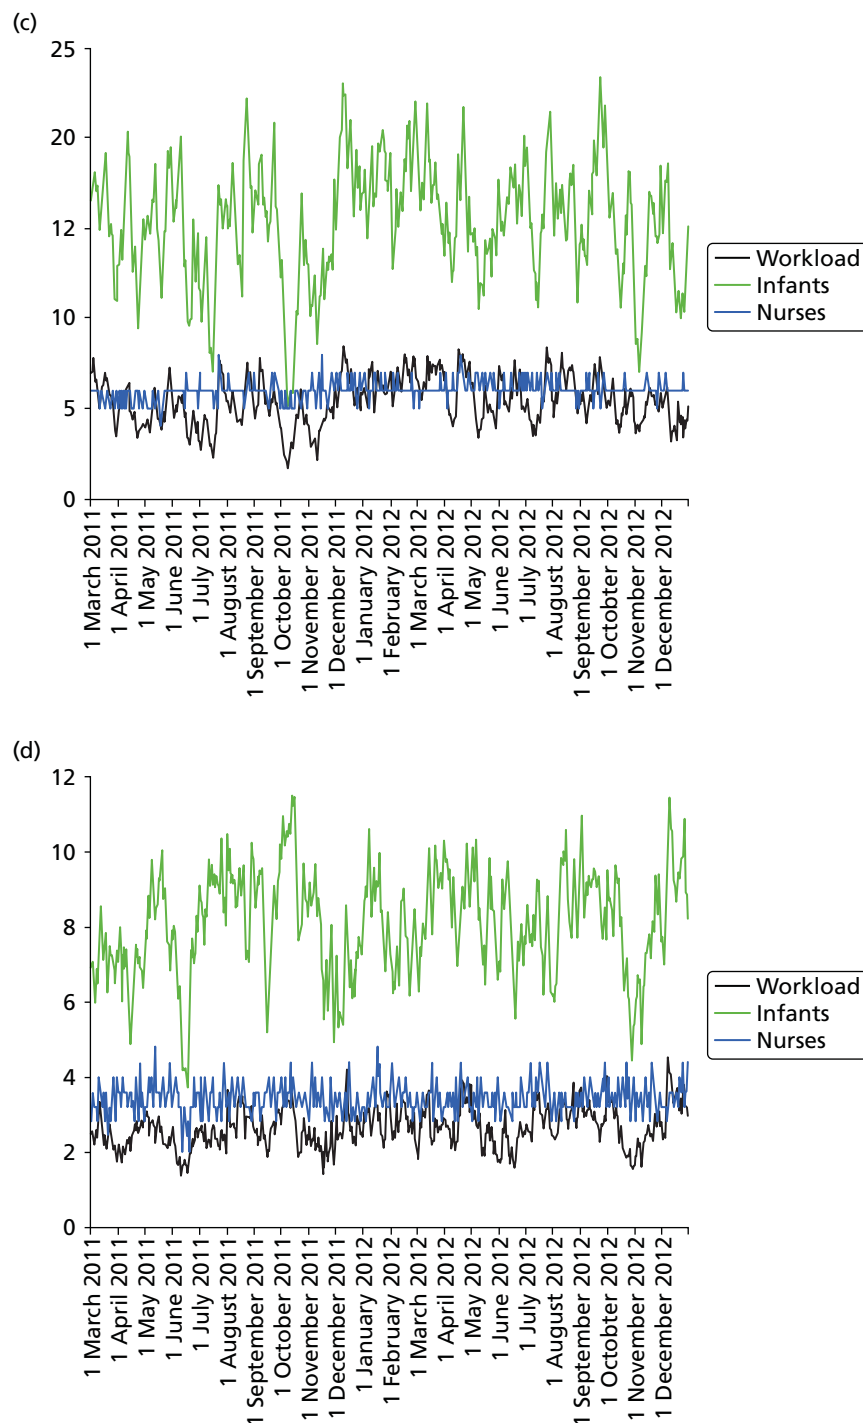 (c)
25
20
12
10
5
0
Workload
Infants
Nurses
1 March 2011
1 April 2011
1 May 2011
1 June 2011
1 July 2011
1 August 2011
1 September 2011
1 October 2011
1 November 2011
1 December 2011
1 January 2012
1 February 2012
1 March 2012
1 April 2012
1 May 2012
1 June 2012
1 July 2012
1 August 2012
1 September 2012
1 Octobter 2012
1 November 2012
1 December 2012
(d)
12
10
8
6
4
2
0
Workload
Infants
Nurses
1 March 2011
1 April 2011
1 May 2011
1 June 2011
1 July 2011
1 August 2011
1 September 2011
1 October 2011
1 November 2011
1 December 2011
1 January 2012
1 February 2012
1 March 2012
1 April 2012
1 May 2012
1 June 2012
1 July 2012
1 August 2012
1 September 2012
1 Octobter 2012
1 November 2012
1 December 2012